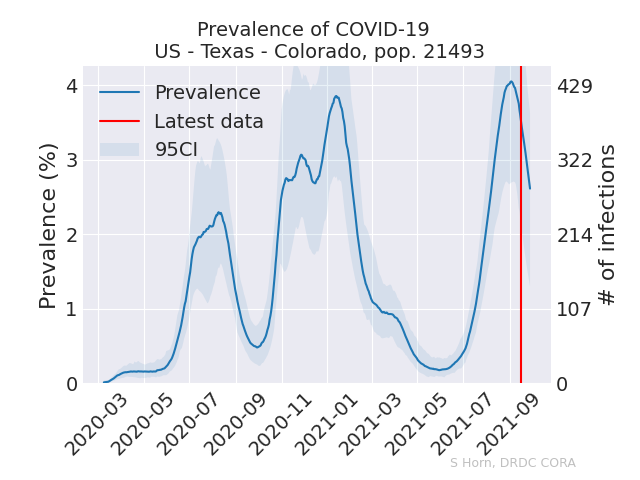 Prevalence of COVID-19
US - Texas - Colorado, pop. 21493
Prevalence
Latest data
95CI
Prevalence (%)
4
3
2
1
0
# of infections
429
322
214
107
0
2020-03
2020-05
2020-07
2020-09
2020-11
2021-01
2021-03
2021-05
2021-07
2021-09
S Horn, DRDC CORA